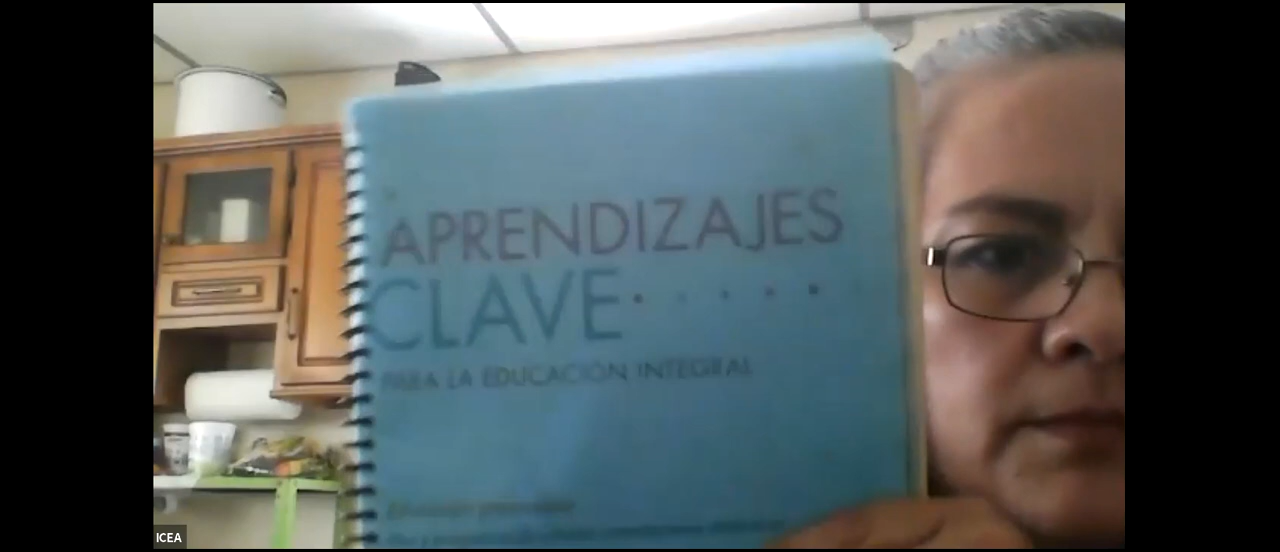 APRENDIZAJES
CLAVE
PARA LA EDUCACIÓN INTEGRAL
ICEA